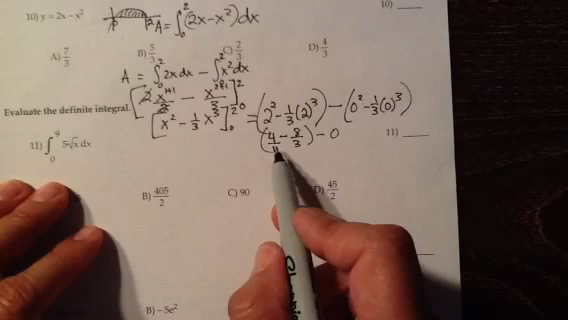 10) y = 2x - x² A = ∫₀² (2x - x²) dx 10) ____
A) 7/3 B) 5/3 C) 2/3 D) 4/3
A = ∫₀² 2x dx - ∫₀² x² dx
Evaluate the definite integral.
[x² - 1/3 x³]₀² = (2² - 1/3(2)³) - (0² - 1/3(0)³)
(4/1 - 8/3) - 0
11) ∫₀⁹ 5√x dx 11) ____
B) 405/2 C) 90 D) 45/2
B) -5e²